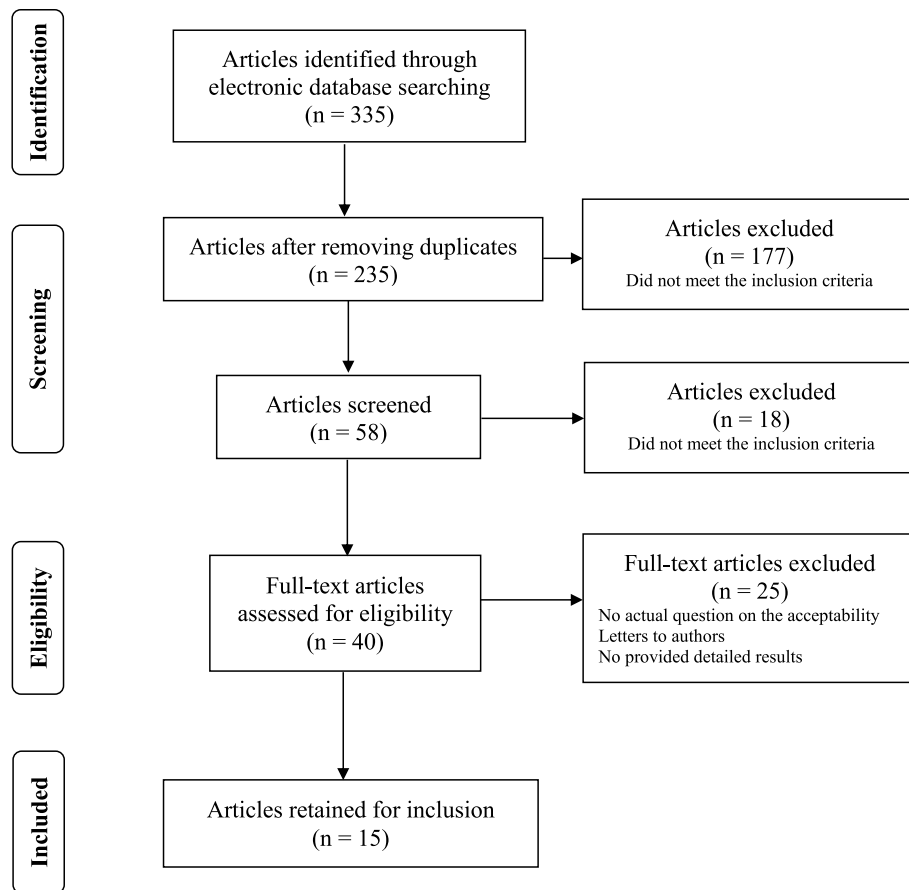 Identification
Articles identified through
electronic database searching
(n = 335)
Screening
Articles after removing duplicates
(n = 235)
Articles excluded
(n = 177)
Did not meet the inclusion criteria
Articles screened
(n = 58)
Articles excluded
(n = 18)
Did not meet the inclusion criteria
Eligibility
Full-text articles
assessed for eligibility
(n = 40)
Full-text articles excluded
(n = 25)
No actual question on the acceptability
Letters to authors
No provided detailed results
Included
Articles retained for inclusion
(n = 15)